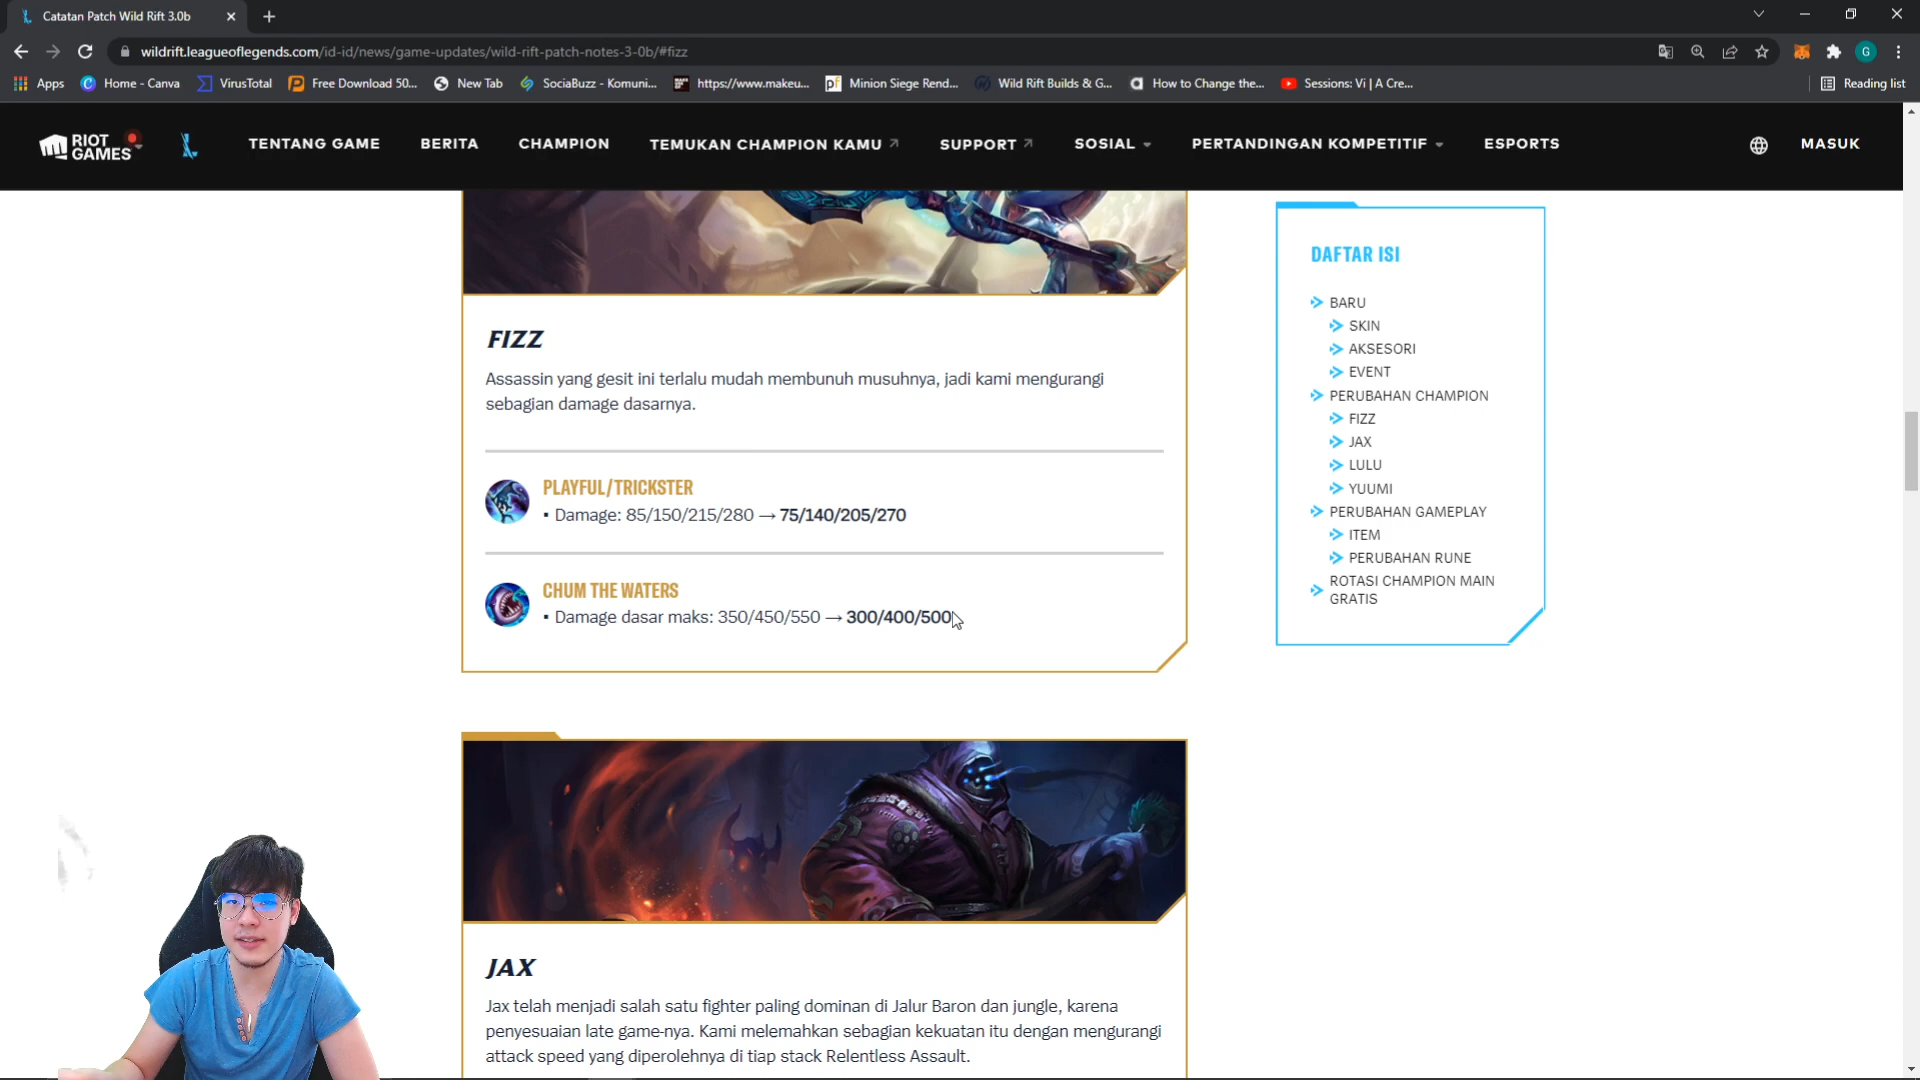 Catatan Patch Wild Rift 3.0b
wildrift.leagueoflegends.com/id-id/news/game-updates/wild-rift-patch-notes-3-0b/#fizz
G
Apps
Home - Canva
VirusTotal
Free Download 50...
New Tab
SociaBuzz - Komuni...
https://www.makeu...
Minion Siege Rend...
Wild Rift Builds & G...
How to Change the...
Sessions: Vi | A Cre...
Reading list
RIOT GAMES
TENTANG GAME
BERITA
CHAMPION
TEMUKAN CHAMPION KAMU
SUPPORT
SOSIAL
PERTANDINGAN KOMPETITIF
ESPORTS
MASUK
FIZZ
Assassin yang gesit ini terlalu mudah membunuh musuhnya, jadi kami mengurangi
sebagian damage dasarnya.
PLAYFUL/TRICKSTER
▪ Damage: 85/150/215/280 → 75/140/205/270
CHUM THE WATERS
▪ Damage dasar maks: 350/450/550 → 300/400/500
JAX
Jax telah menjadi salah satu fighter paling dominan di Jalur Baron dan jungle, karena
penyesuaian late game-nya. Kami melemahkan sebagian kekuatan itu dengan mengurangi
attack speed yang diperolehnya di tiap stack Relentless Assault.
DAFTAR ISI
BARU
SKIN
AKSESORI
EVENT
PERUBAHAN CHAMPION
FIZZ
JAX
LULU
YUUMI
PERUBAHAN GAMEPLAY
ITEM
PERUBAHAN RUNE
ROTASI CHAMPION MAIN
GRATIS